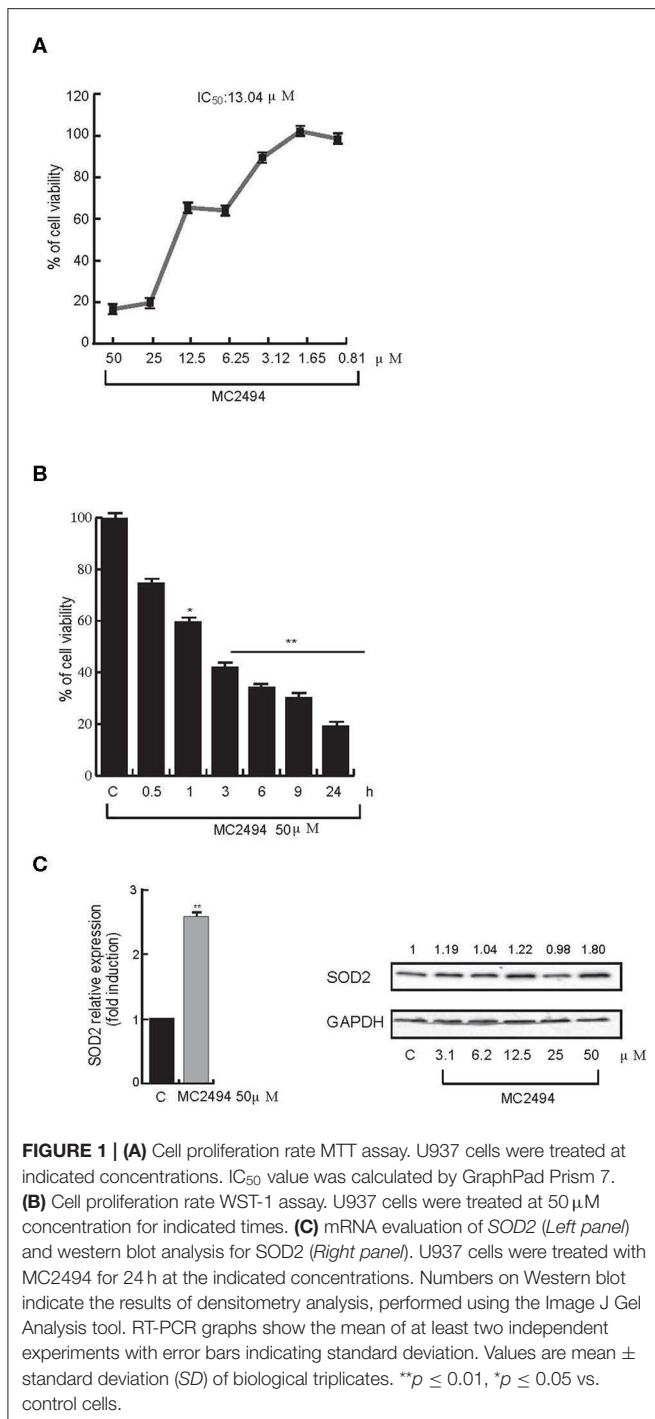 A
IC50:13.04 μ M
120
100
80
60
40
20
0
% of cell viability
50 25 12.5 6.25 3.12 1.65 0.81 μ M
MC2494
B
100
80
60
40
20
0
% of cell viability
*
**
C 0.5 1 3 6 9 24 h
MC2494 50μ M
C
3
2
1
0
SOD2 relative expression
(fold induction)
**
C MC2494 50μ M
1 1.19 1.04 1.22 0.98 1.80
SOD2
GAPDH
C 3.1 6.2 12.5 25 50 μ M
MC2494
FIGURE 1 | (A) Cell proliferation rate MTT assay. U937 cells were treated at
indicated concentrations. IC50 value was calculated by GraphPad Prism 7.
(B) Cell proliferation rate WST-1 assay. U937 cells were treated at 50 μM
concentration for indicated times. (C) mRNA evaluation of SOD2 (Left panel)
and western blot analysis for SOD2 (Right panel). U937 cells were treated with
MC2494 for 24 h at the indicated concentrations. Numbers on Western blot
indicate the results of densitometry analysis, performed using the Image J Gel
Analysis tool. RT-PCR graphs show the mean of at least two independent
experiments with error bars indicating standard deviation. Values are mean ±
standard deviation (SD) of biological triplicates. **p ≤ 0.01, *p ≤ 0.05 vs.
control cells.